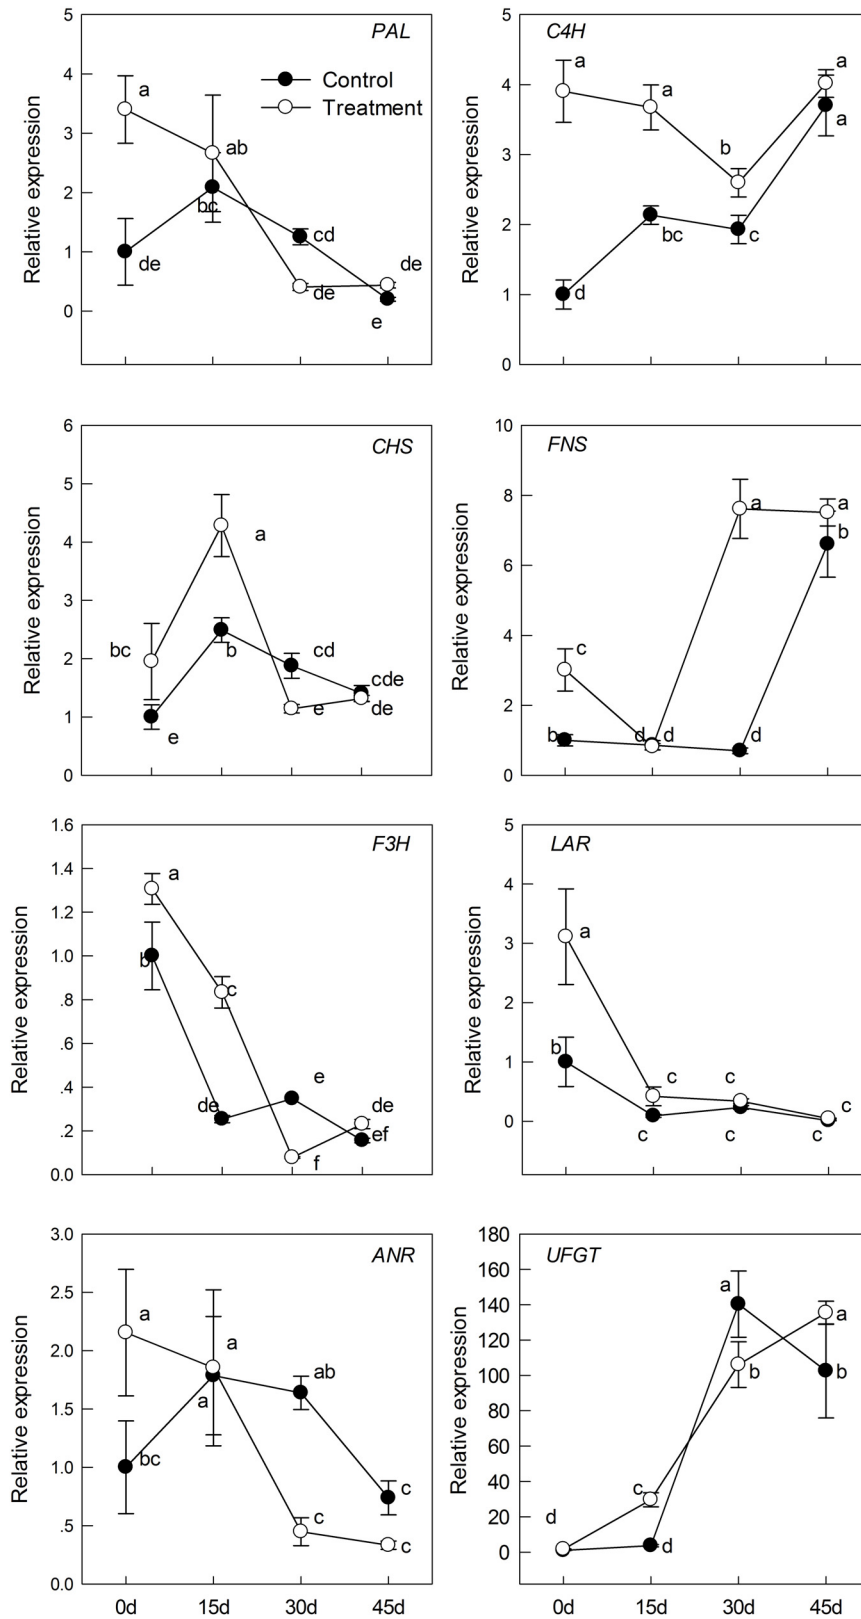 PAL
Control
Treatment
Relative expression
5
4
3
2
1
0
a
ab
bc
cd
de
de
de
e
C4H
Relative expression
5
4
3
2
1
0
a
a
a
a
b
bc
c
d
CHS
Relative expression
6
5
4
3
2
1
0
a
bc
b
cd
cde
e
e
de
FNS
Relative expression
10
8
6
4
2
0
a
a
b
c
b
d
d
d
F3H
Relative expression
1.6
1.4
1.2
1.0
.8
.6
.4
.2
0.0
a
b
c
e
de
de
ef
f
LAR
Relative expression
5
4
3
2
1
0
a
b
c
c
c
c
c
c
ANR
Relative expression
3.0
2.5
2.0
1.5
1.0
.5
0.0
a
a
a
ab
bc
c
c
c
0d
15d
30d
45d
UFGT
Relative expression
180
160
140
120
100
80
60
40
20
0
a
a
b
b
c
d
d
0d
15d
30d
45d